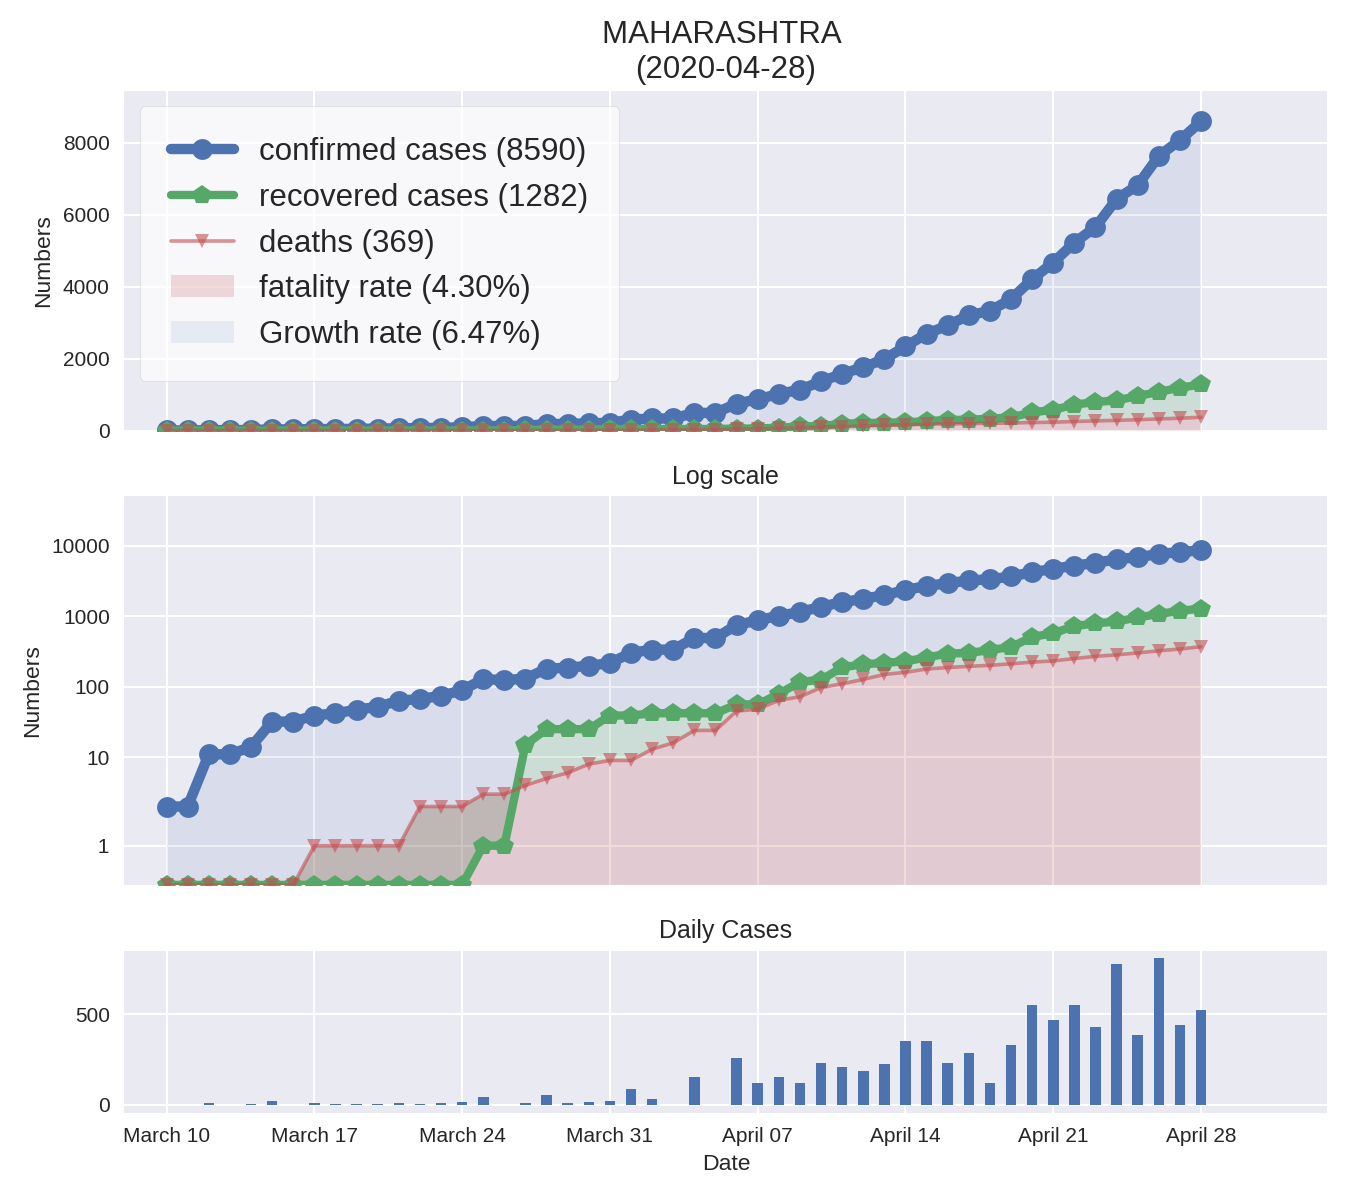 MAHARASHTRA
(2020-04-28)
confirmed cases (8590)
recovered cases (1282)
deaths (369)
fatality rate (4.30%)
Growth rate (6.47%)
Numbers
8000
6000
4000
2000
0
Log scale
Numbers
10000
1000
100
10
1
Daily Cases
500
0
March 10 March 17 March 24 March 31 April 07 April 14 April 21 April 28
Date